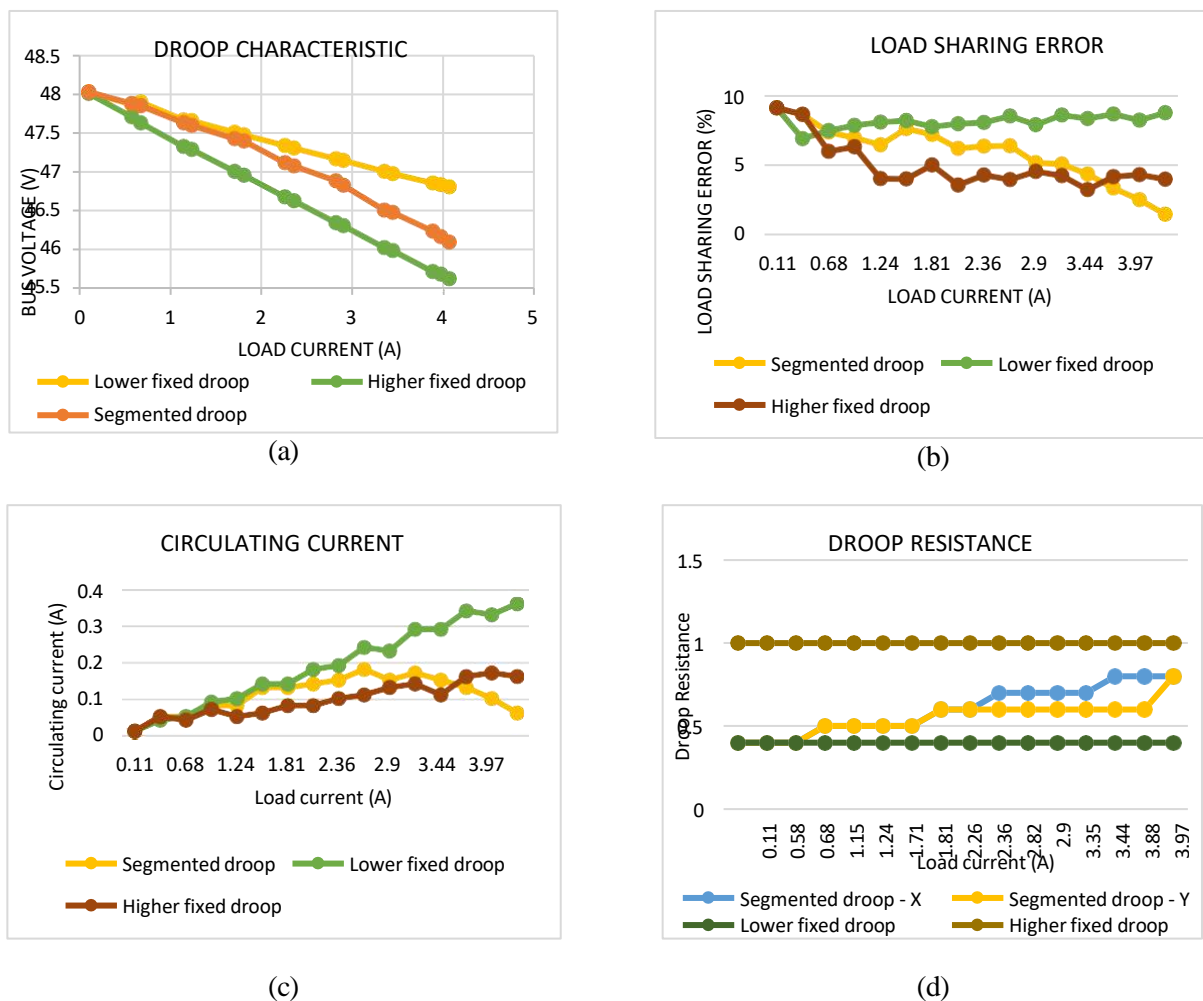 DROOP CHARACTERISTIC
BUS VOLTAGE (V)
48.5
48
47.5
47
46.5
46
45.5
0 1 2 3 4 5
LOAD CURRENT (A)
Lower fixed droop Higher fixed droop
Segmented droop
(a)
LOAD SHARING ERROR
LOAD SHARING ERROR (%)
10
5
0
0.11 0.68 1.24 1.81 2.36 2.9 3.44 3.97
LOAD CURRENT (A)
Segmented droop Lower fixed droop
Higher fixed droop
(b)
CIRCULATING CURRENT
Circulating current (A)
0.4
0.3
0.2
0.1
0
0.11 0.68 1.24 1.81 2.36 2.9 3.44 3.97
Load current (A)
Segmented droop Lower fixed droop
Higher fixed droop
(c)
DROOP RESISTANCE
Droop Resistance
1.5
1
0.5
0
0.11 0.58 0.68 1.15 1.24 1.71 1.81 2.26 2.36 2.82 2.9 3.35 3.44 3.88 3.97
Load current (A)
Segmented droop - X Segmented droop - Y
Lower fixed droop Higher fixed droop
(d)